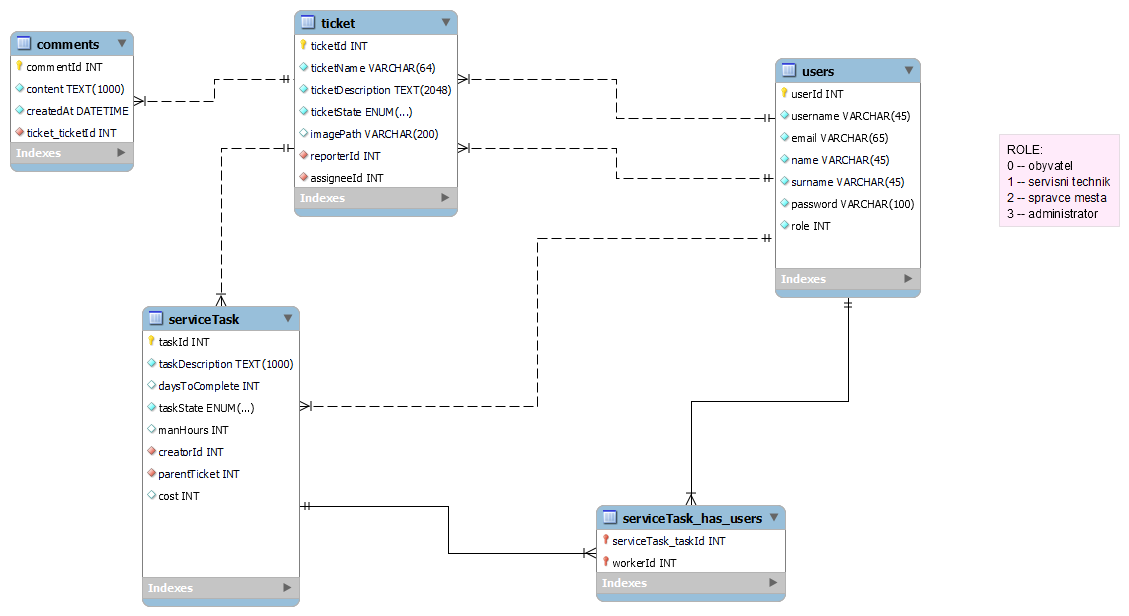 comments
commentId INT
content TEXT(1000)
createdAt DATETIME
ticket_ticketId INT
Indexes
ticket
ticketId INT
ticketName VARCHAR(64)
ticketDescription TEXT(2048)
ticketState ENUM(...)
imagePath VARCHAR(200)
reporterId INT
assigneeId INT
Indexes
users
userId INT
username VARCHAR(45)
email VARCHAR(65)
name VARCHAR(45)
surname VARCHAR(45)
password VARCHAR(100)
role INT
Indexes
ROLE:
0 -- obyvatel
1 -- servisni technik
2 -- spravce mesta
3 -- administrator
serviceTask
taskId INT
taskDescription TEXT(1000)
daysToComplete INT
taskState ENUM(...)
manHours INT
creatorId INT
parentTicket INT
cost INT
Indexes
serviceTask_has_users
serviceTask_taskId INT
workerId INT
Indexes